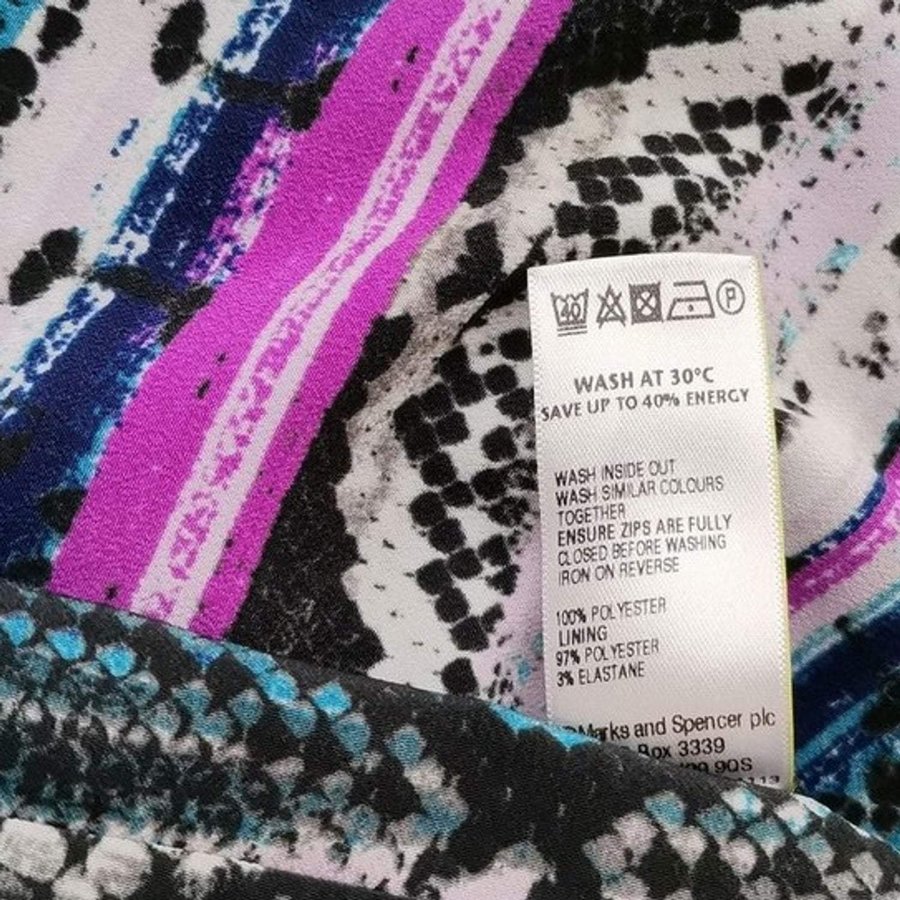 40 P
WASH AT 30°C
SAVE UP TO 40% ENERGY
WASH INSIDE OUT
WASH SIMILAR COLOURS
TOGETHER
ENSURE ZIPS ARE FULLY
CLOSED BEFORE WASHING
IRON ON REVERSE
100% POLYESTER
LINING
97% POLYESTER
3% ELASTANE
Marks and Spencer plc
Box 3339
9QS